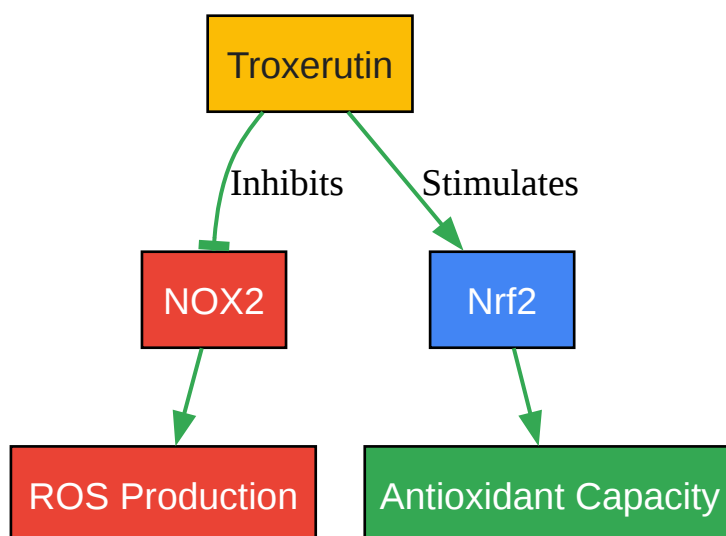 Troxerutin
Inhibits
Stimulates
NOX2
Nrf2
ROS Production
Antioxidant Capacity